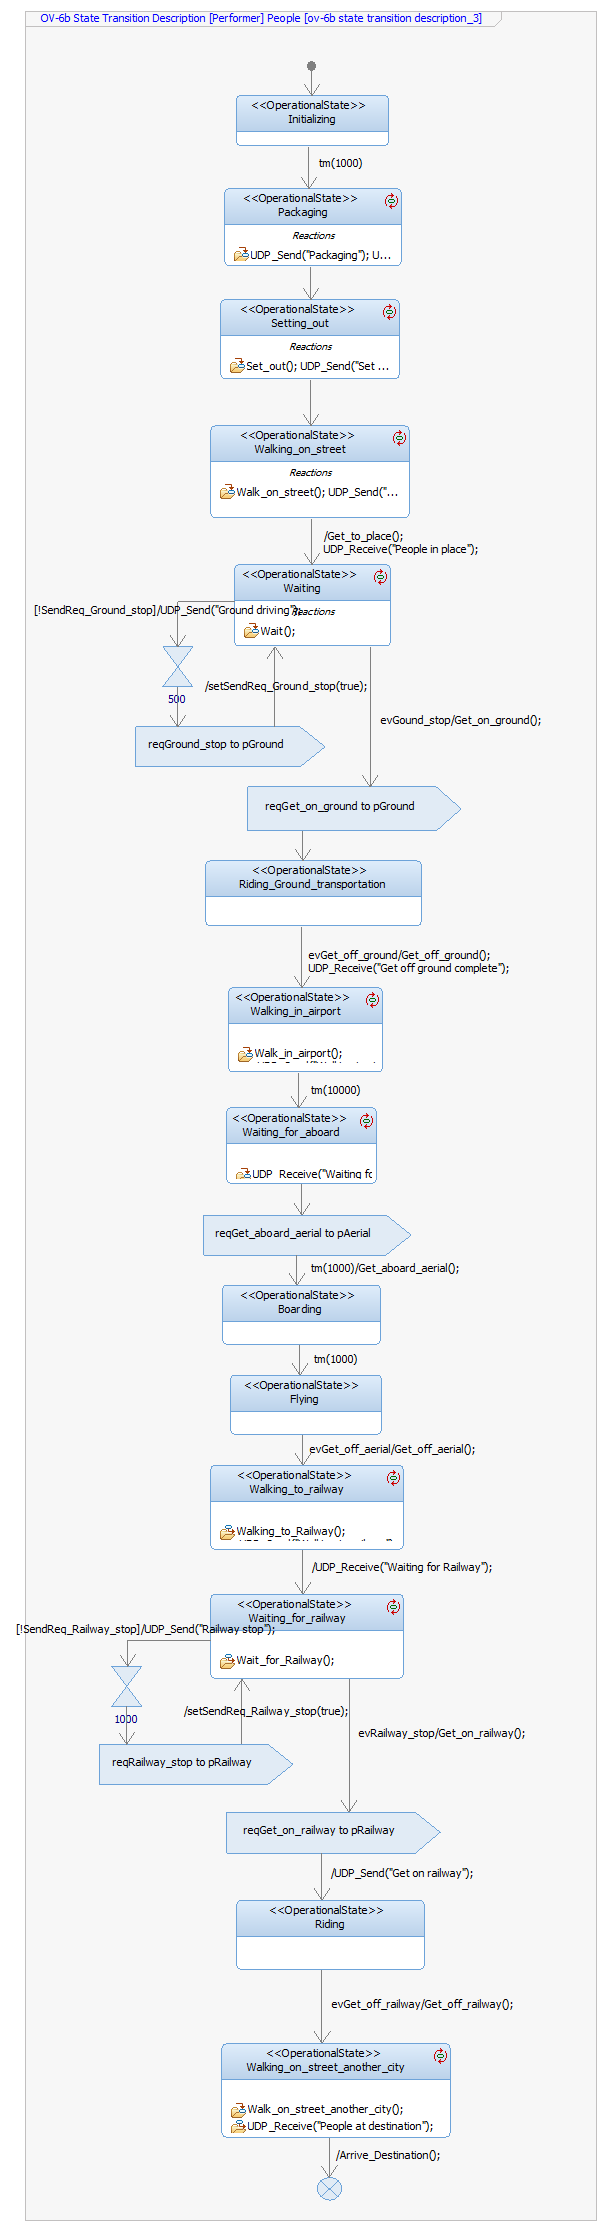 OV-6b State Transition Description [Performer] People [ov-6b state transition description_3]
<<OperationalState>>
Initializing
tm(1000)
<<OperationalState>>
Packaging
Reactions
UDP_Send("Packaging"); U...
<<OperationalState>>
Setting_out
Reactions
Set_out(); UDP_Send("Set ...
<<OperationalState>>
Walking_on_street
Reactions
Walk_on_street(); UDP_Send("...
/Get_to_place();
UDP_Receive("People in place");
<<OperationalState>>
Waiting
[!SendReq_Ground_stop]/UDP_Send("Ground driving");
Reactions
Wait();
500
/setSendReq_Ground_stop(true);
evGound_stop/Get_on_ground();
reqGround_stop to pGround
reqGet_on_ground to pGround
<<OperationalState>>
Riding_Ground_transportation
evGet_off_ground/Get_off_ground();
UDP_Receive("Get off ground complete");
<<OperationalState>>
Walking_in_airport
Walk_in_airport();
tm(10000)
<<OperationalState>>
Waiting_for_aboard
UDP_Receive("Waiting fo
reqGet_aboard_aerial to pAerial
tm(1000)/Get_aboard_aerial();
<<OperationalState>>
Boarding
tm(1000)
<<OperationalState>>
Flying
evGet_off_aerial/Get_off_aerial();
<<OperationalState>>
Walking_to_railway
Walking_to_Railway();
/UDP_Receive("Waiting for Railway");
<<OperationalState>>
Waiting_for_railway
[!SendReq_Railway_stop]/UDP_Send("Railway stop");
Wait_for_Railway();
1000
/setSendReq_Railway_stop(true);
evRailway_stop/Get_on_railway();
reqRailway_stop to pRailway
reqGet_on_railway to pRailway
/UDP_Send("Get on railway");
<<OperationalState>>
Riding
evGet_off_railway/Get_off_railway();
<<OperationalState>>
Walking_on_street_another_city
Walk_on_street_another_city();
UDP_Receive("People at destination");
/Arrive_Destination();